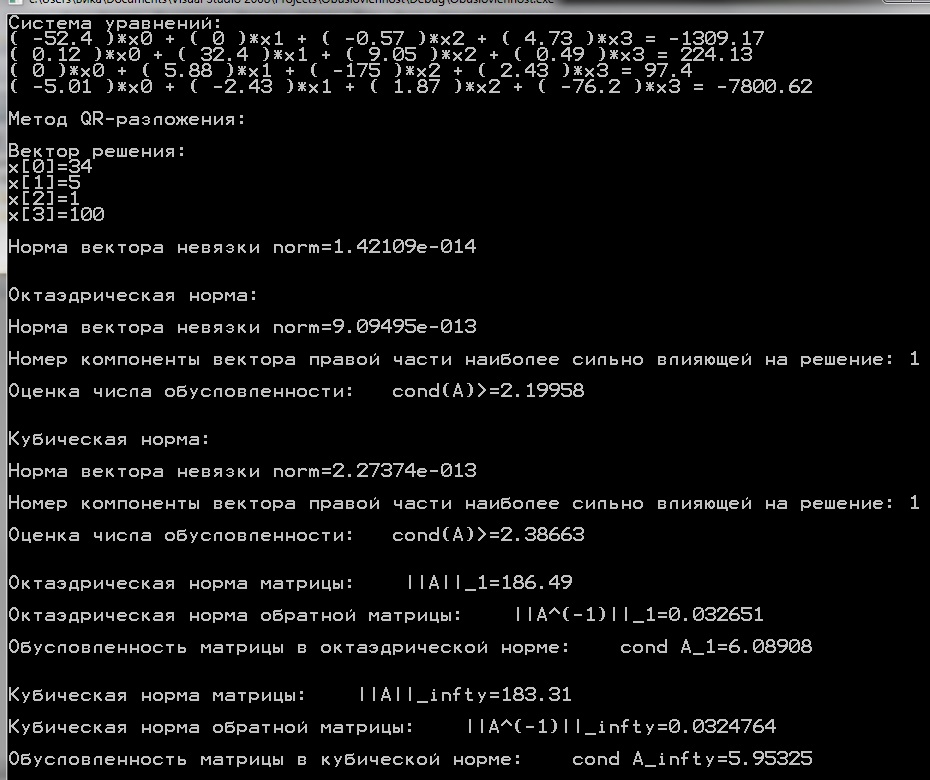 Система уравнений:
( -52.4 )*x0 + ( 0 )*x1 + ( -0.57 )*x2 + ( 4.73 )*x3 = -1309.17
( 0.12 )*x0 + ( 32.4 )*x1 + ( 9.05 )*x2 + ( 0.49 )*x3 = 224.13
( 0 )*x0 + ( 5.88 )*x1 + ( -175 )*x2 + ( 2.43 )*x3 = 97.4
( -5.01 )*x0 + ( -2.43 )*x1 + ( 1.87 )*x2 + ( -76.2 )*x3 = -7800.62
Метод QR-разложения:
Вектор решения:
x[0]=34
x[1]=5
x[2]=1
x[3]=100
Норма вектора невязки norm=1.42109e-014
Октаэдрическая норма:
Норма вектора невязки norm=9.09495e-013
Номер компоненты вектора правой части наиболее сильно влияющей на решение: 1
Оценка числа обусловленности:   cond(A)>=2.19958
Кубическая норма:
Норма вектора невязки norm=2.27374e-013
Номер компоненты вектора правой части наиболее сильно влияющей на решение: 1
Оценка числа обусловленности:   cond(A)>=2.38663
Октаэдрическая норма матрицы:    ||A||_1=186.49
Октаэдрическая норма обратной матрицы:    ||A^(-1)||_1=0.032651
Обусловленность матрицы в октаэдрической норме:    cond A_1=6.08908
Кубическая норма матрицы:    ||A||_infty=183.31
Кубическая норма обратной матрицы:    ||A^(-1)||_infty=0.0324764
Обусловленность матрицы в кубической норме:    cond A_infty=5.95325